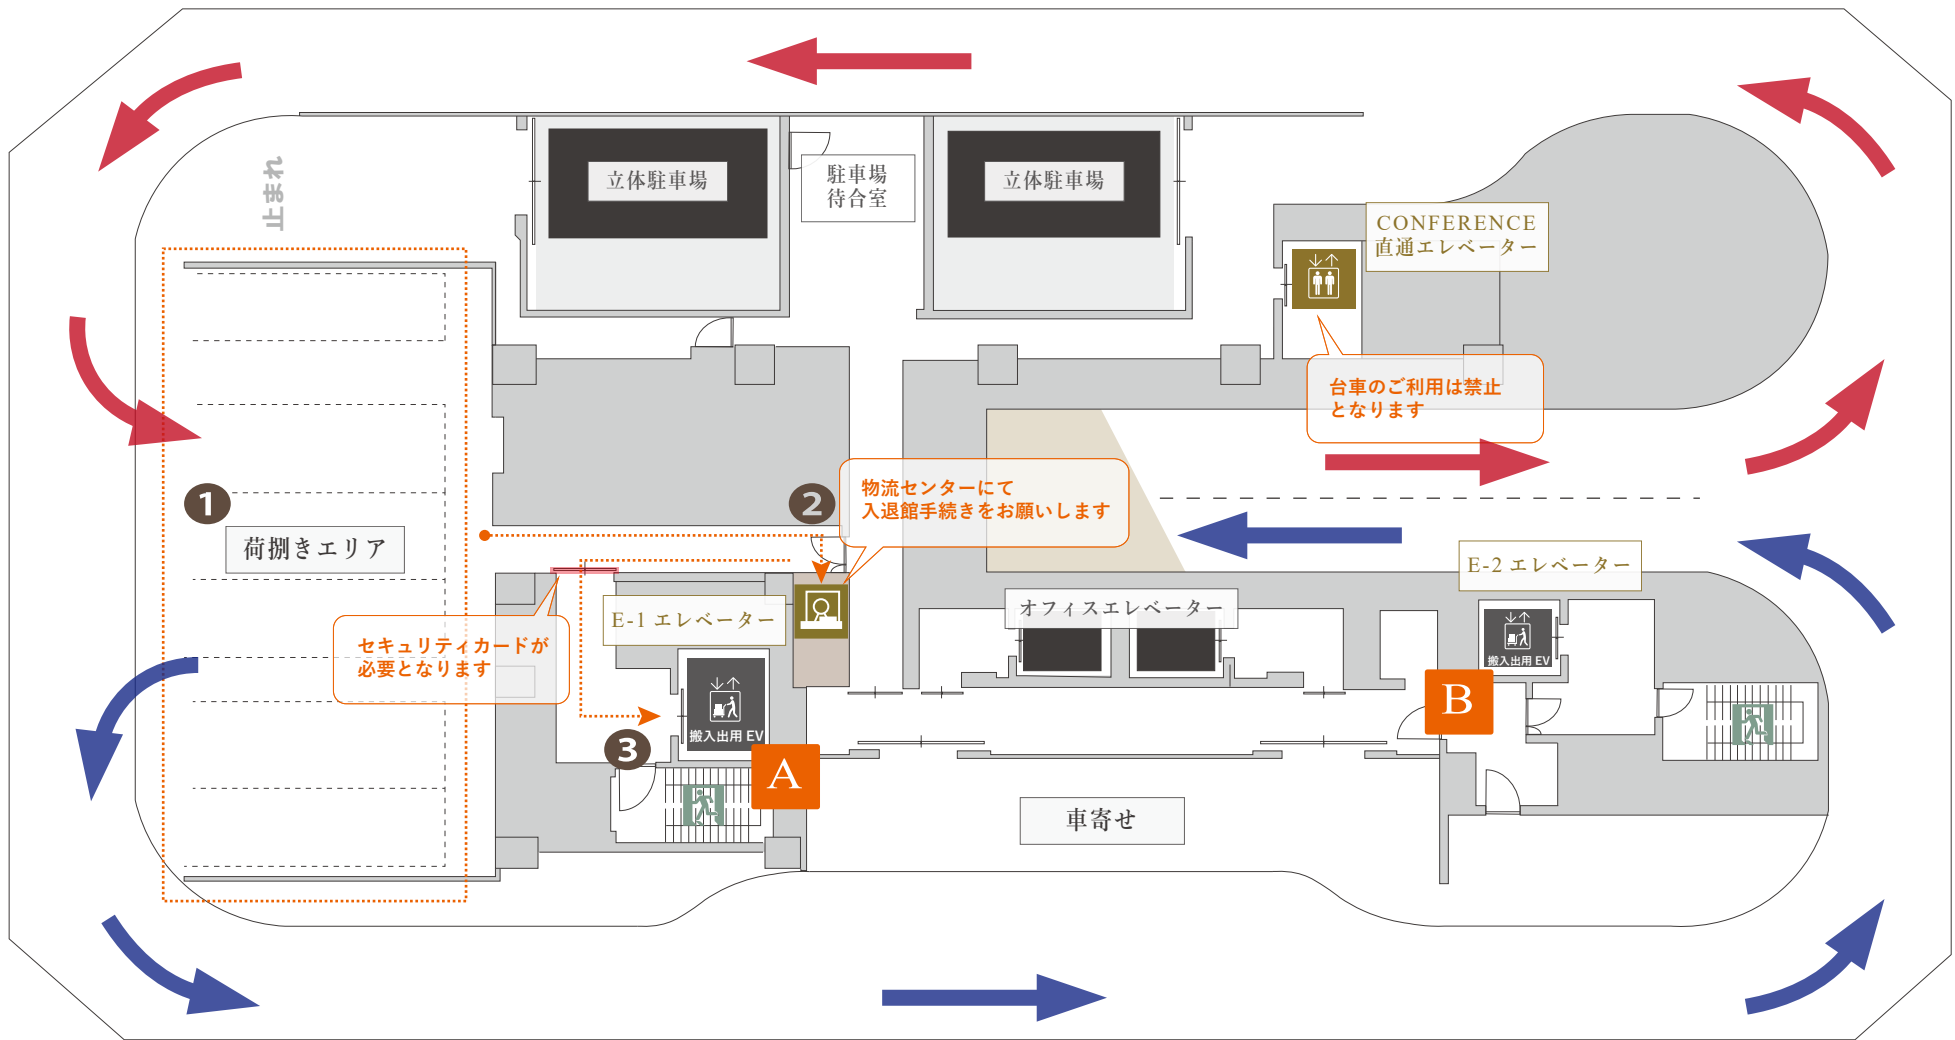 止まれ
立体駐車場
駐車場
待合室
立体駐車場
CONFERENCE
直通エレベーター
台車のご利用は禁止
となります
1
荷捌きエリア
2
物流センターにて
入退館手続きをお願いします
セキュリティカードが
必要となります
E-1 エレベーター
オフィスエレベーター
E-2 エレベーター
搬入出用 EV
搬入出用 EV
3
A
B
車寄せ